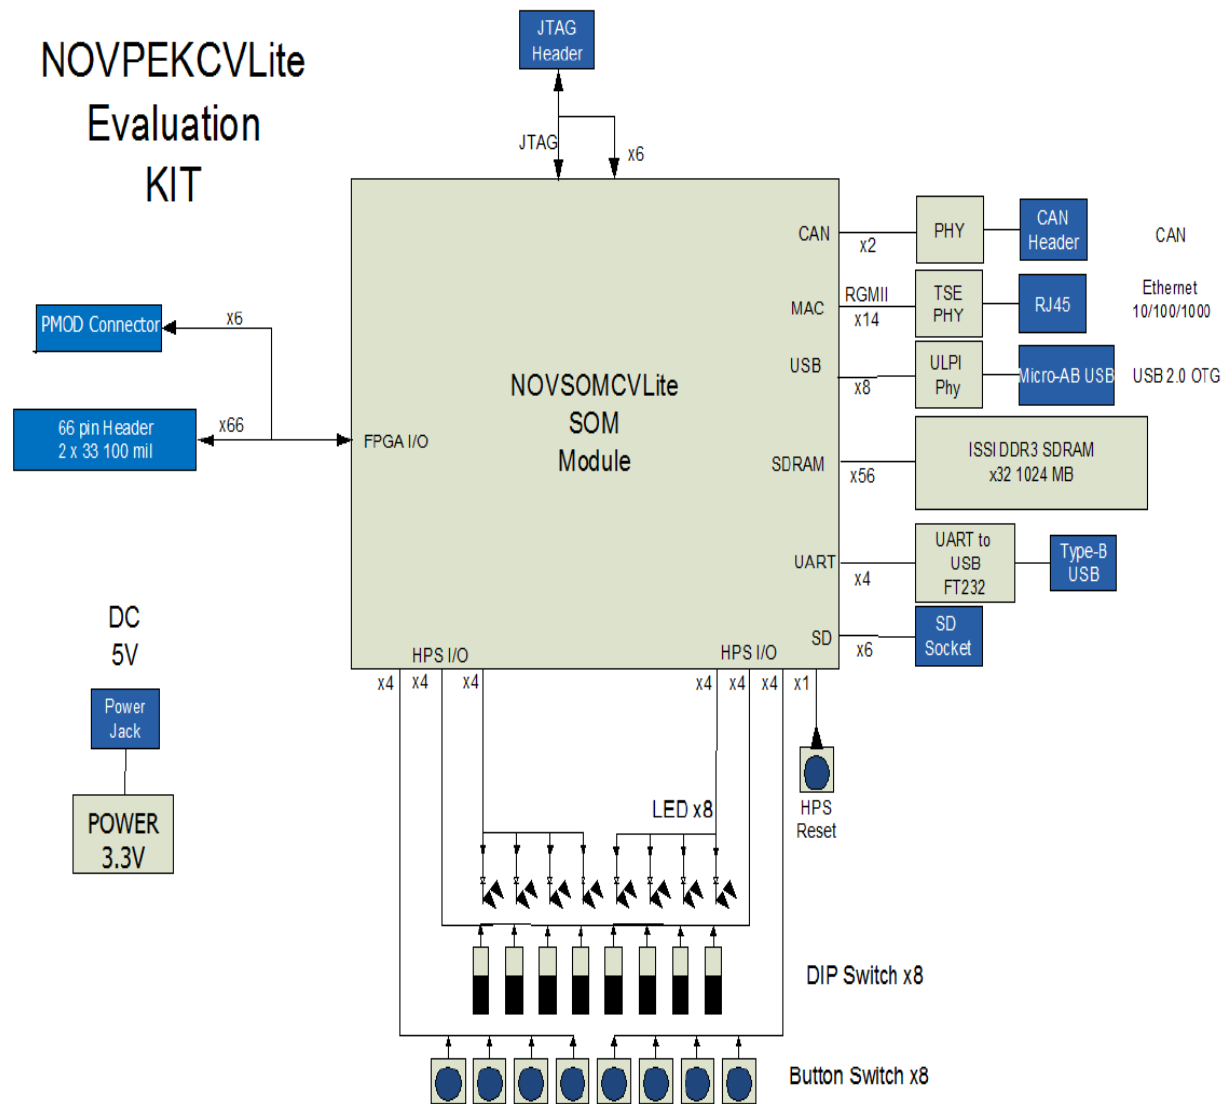 NOVPEKCVLite
Evaluation
KIT
JTAG
Header
JTAG
x6
CAN
x2
PHY
CAN
Header
CAN
MAC
RGMII
x14
TSE
PHY
RJ45
Ethernet
10/100/1000
USB
x8
ULPI
Phy
Micro-AB USB
USB 2.0 OTG
PMOD Connector
x6
66 pin Header
2 x 33 100 mil
x66
FPGA I/O
NOVSOMCVLite
SOM
Module
SDRAM
x56
ISSI DDR3 SDRAM
x32 1024 MB
UART
x4
UART to
USB
FT232
Type-B
USB
SD
x6
SD
Socket
HPS I/O
HPS I/O
x4
x4
x4
x4
x4
x4
x1
DC
5V
Power
Jack
POWER
3.3V
HPS
Reset
LED x8
DIP Switch x8
Button Switch x8